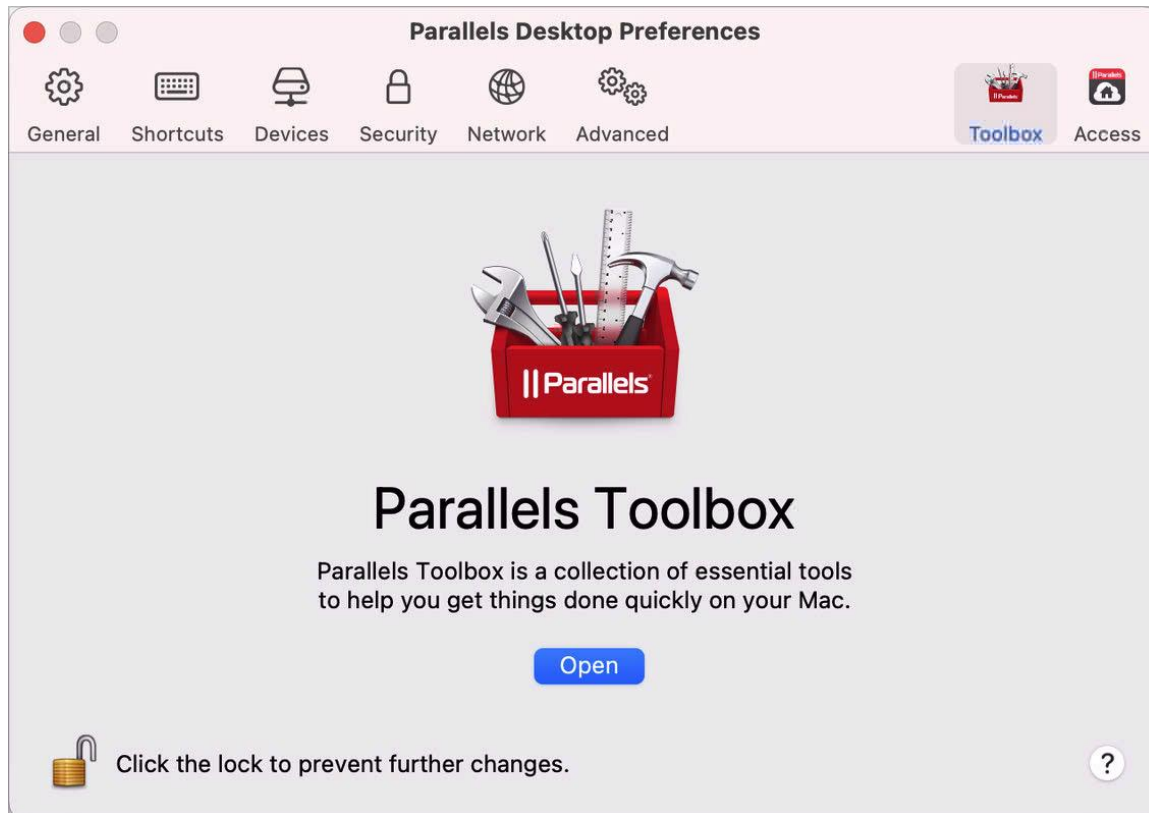 Parallels Desktop Preferences
General Shortcuts Devices Security Network Advanced Toolbox Access
Parallels
Parallels
Parallels
Parallels Toolbox
Parallels Toolbox is a collection of essential tools
to help you get things done quickly on your Mac.
Open
Click the lock to prevent further changes.
?